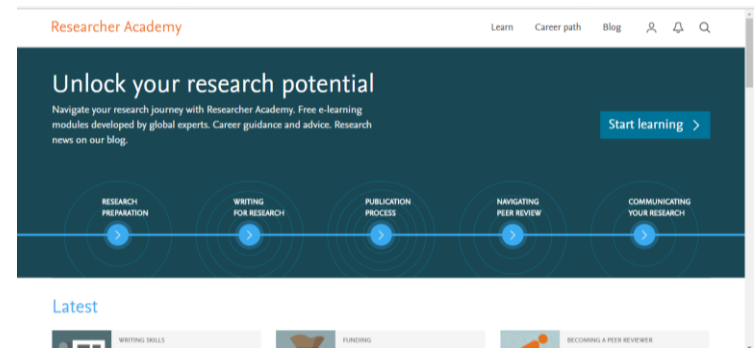 Researcher Academy
Learn Career path Blog
Unlock your research potential
Navigate your research journey with Researcher Academy. Free e-learning
modules developed by global experts. Career guidance and advice. Research
news on our blog.
Start learning
RESEARCH
PREPARATION
WRITING
FOR RESEARCH
PUBLICATION
PROCESS
NAVIGATING
PEER REVIEW
COMMUNICATING
YOUR RESEARCH
Latest
WRITING SKILLS
FUNDING
BECOMING A PEER REVIEWER